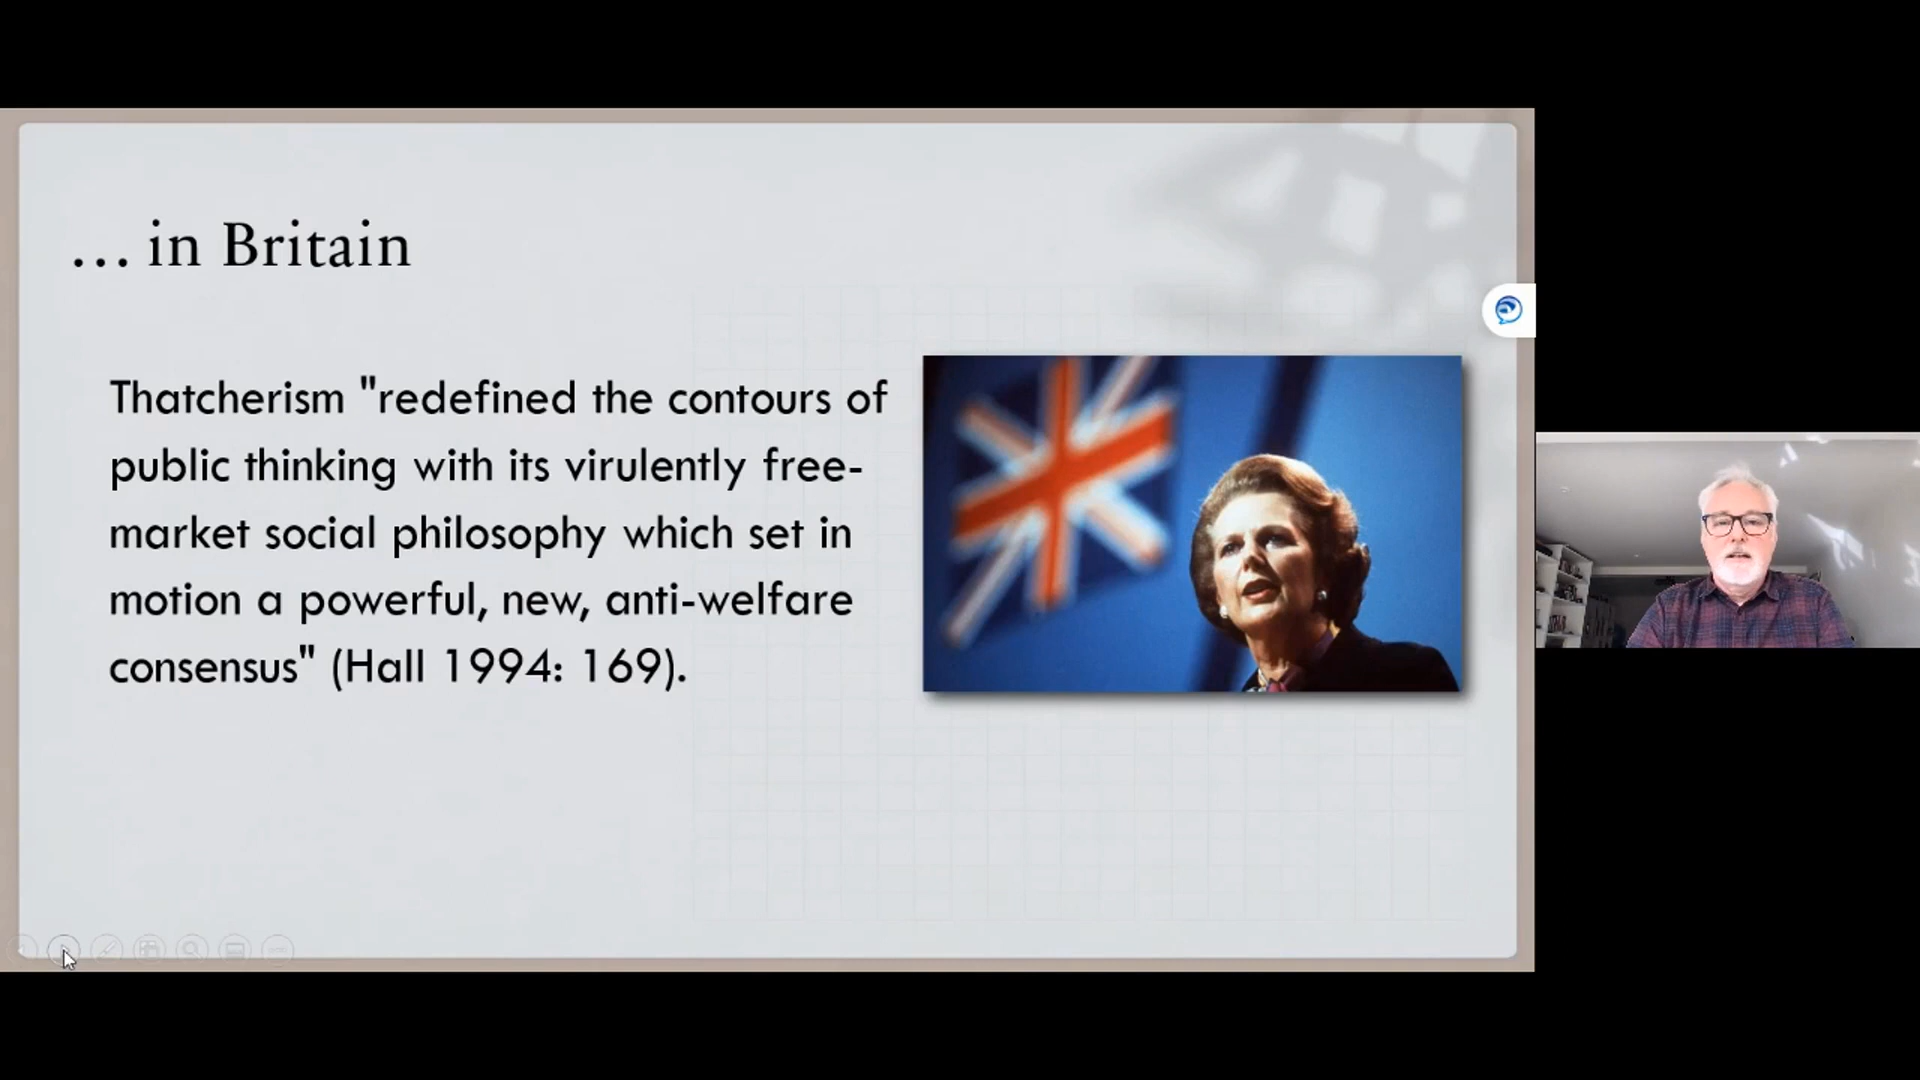 ... in Britain
Thatcherism "redefined the contours of
public thinking with its virulently free-
market social philosophy which set in
motion a powerful, new, anti-welfare
consensus" (Hall 1994: 169).